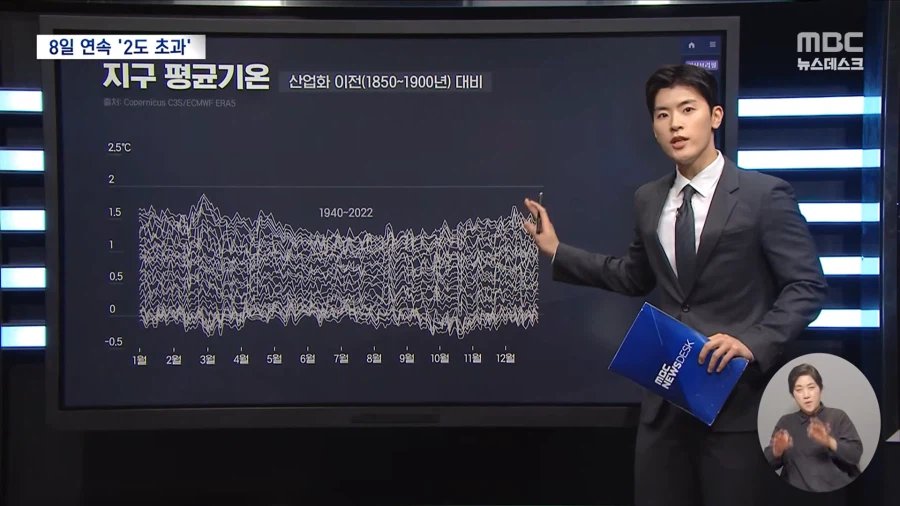 8일 연속 '2도 초과'
MBC
뉴스데스크
지구 평균기온
산업화 이전(1850~1900년) 대비
출처: Copernicus C3S/ECMWF ERA5
2.5℃
2
1.5
1
0.5
0
-0.5
1940-2022
1월 2월 3월 4월 5월 6월 7월 8월 9월 10월 11월 12월
MBC
NEWSDESK